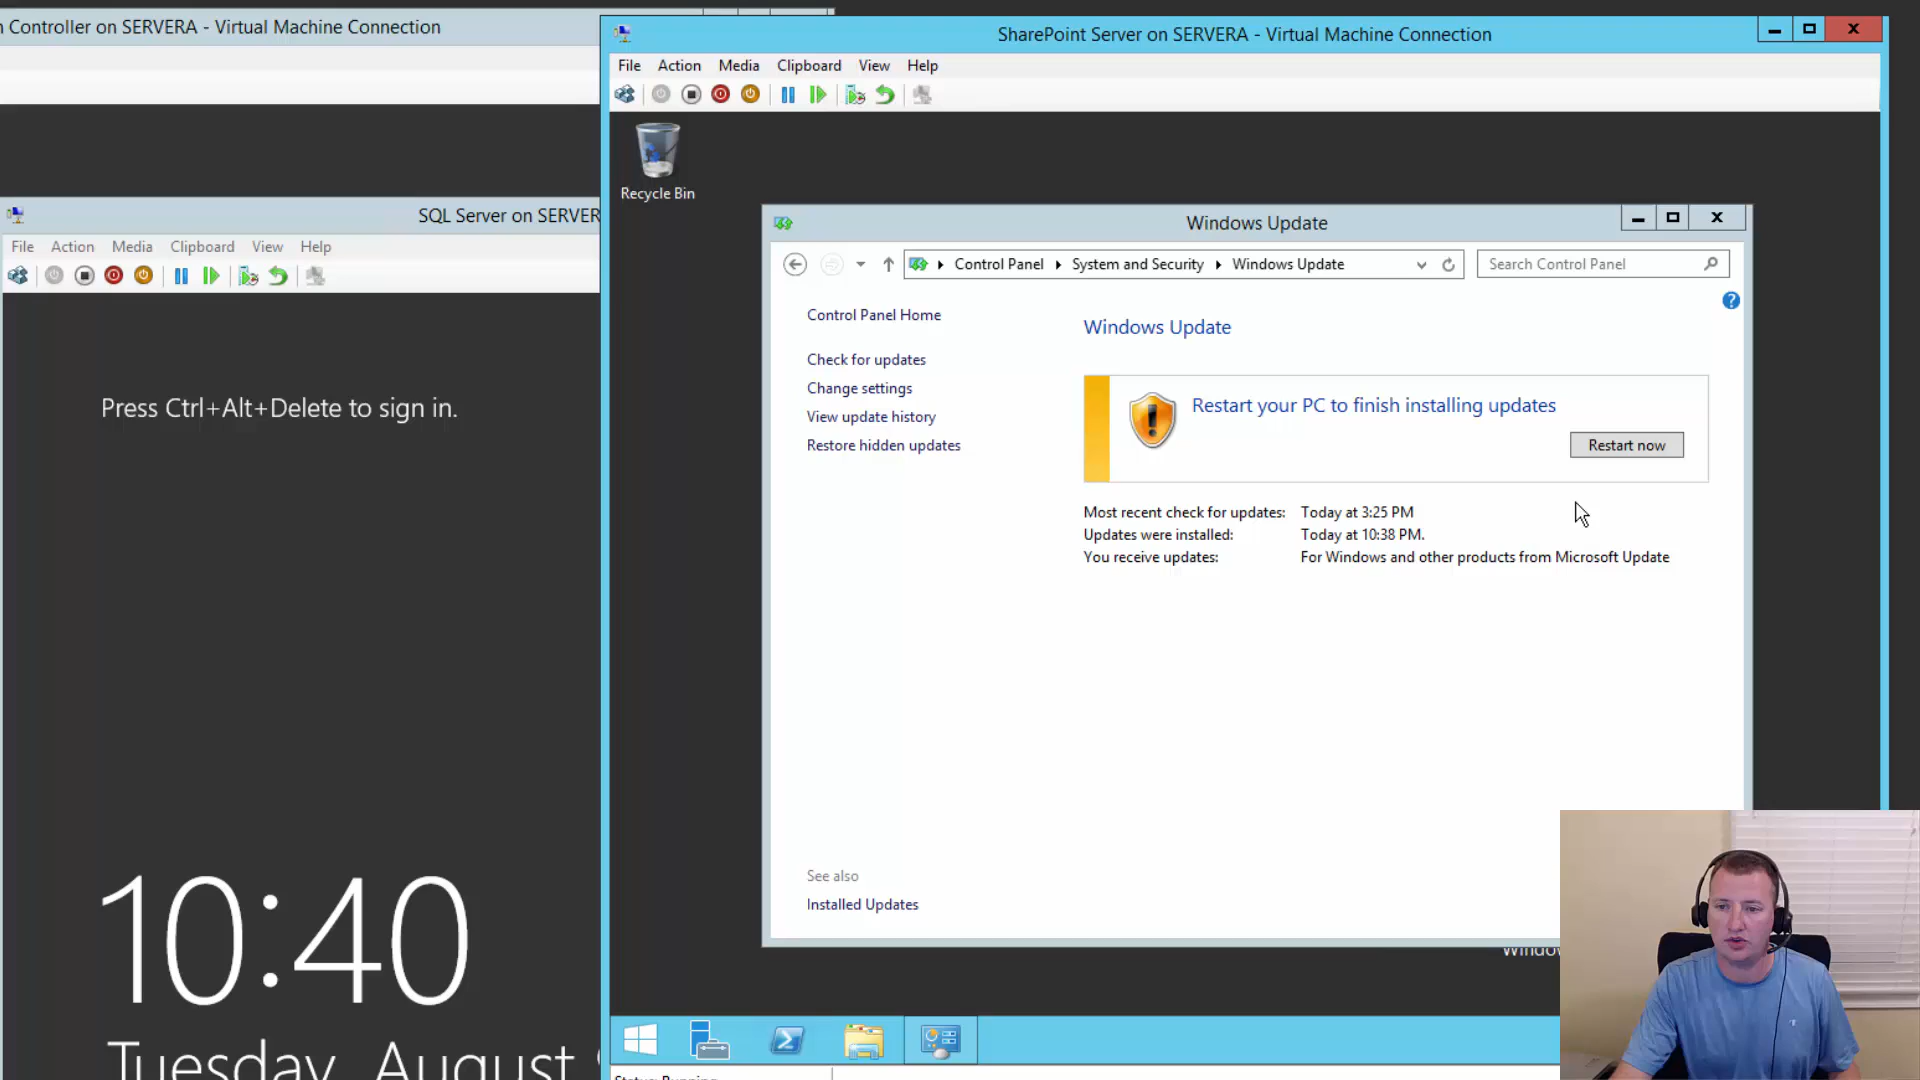 Controller on SERVERA - Virtual Machine Connection
SharePoint Server on SERVERA - Virtual Machine Connection
File Action Media Clipboard View Help
Recycle Bin
SQL Server on
File Action Media Clipboard View Help
Press Ctrl+Alt+Delete to sign in.
10:40
Tuesday, August
Windows Update
Control Panel System and Security Windows Update
Search Control Panel
Control Panel Home
Check for updates
Change settings
View update history
Restore hidden updates
Windows Update
Restart your PC to finish installing updates
Restart now
Most recent check for updates: Today at 3:25 PM
Updates were installed: Today at 10:38 PM.
You receive updates: For Windows and other products from Microsoft Update
See also
Installed Updates